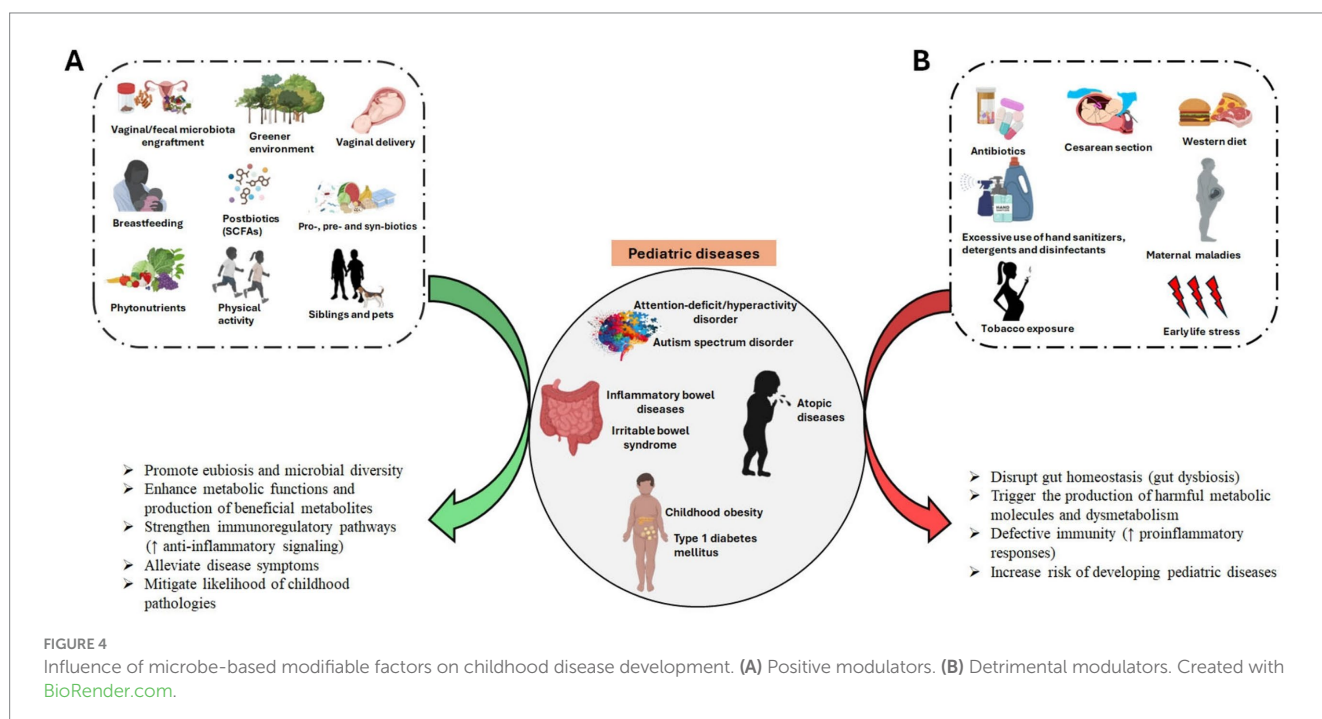 A
Vaginal/fecal microbiota
engraftment
Greener
environment
Vaginal delivery
Breastfeeding
Postbiotics
(SCFAs)
Pro-, pre- and syn-biotics
Phytonutrients
Physical
activity
Siblings and pets
B
Antibiotics
Cesarean section
Western diet
HAND
Excessive use of hand sanitizers,
detergents and disinfectants
Maternal maladies
Tobacco exposure
Early life stress
Pediatric diseases
Attention-deficit/hyperactivity
disorder
Autism spectrum disorder
Inflammatory bowel
diseases
Irritable bowel
syndrome
Atopic
diseases
Childhood obesity
Type 1 diabetes
mellitus
➢ Promote eubiosis and microbial diversity
➢ Enhance metabolic functions and
production of beneficial metabolites
➢ Strengthen immunoregulatory pathways
(↑ anti-inflammatory signaling)
➢ Alleviate disease symptoms
➢ Mitigate likelihood of childhood
pathologies
➢ Disrupt gut homeostasis (gut dysbiosis)
➢ Trigger the production of harmful metabolic
molecules and dysmetabolism
➢ Defective immunity (↑ proinflammatory
responses)
➢ Increase risk of developing pediatric diseases
FIGURE 4
Influence of microbe-based modifiable factors on childhood disease development. (A) Positive modulators. (B) Detrimental modulators. Created with
BioRender.com.